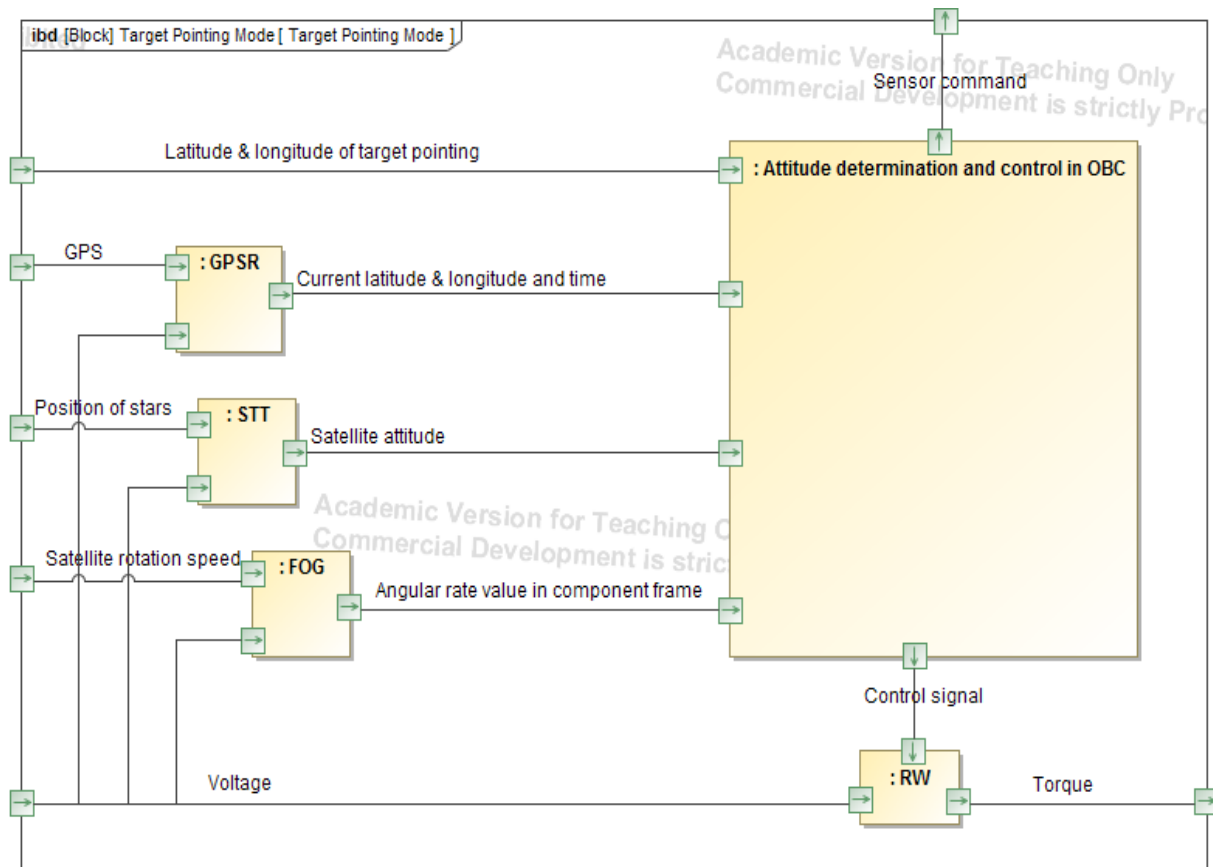 ibd [Block] Target Pointing Mode [ Target Pointing Mode ]
Academic Version for Teaching Only
Commercial Development is strictly Pro
Sensor command
Latitude & longitude of target pointing
: Attitude determination and control in OBC
GPS
: GPSR
Current latitude & longitude and time
Position of stars
: STT
Satellite attitude
Academic Version for Teaching
Commercial Development is stric
Satellite rotation speed
: FOG
Angular rate value in component frame
Control signal
Voltage
: RW
Torque